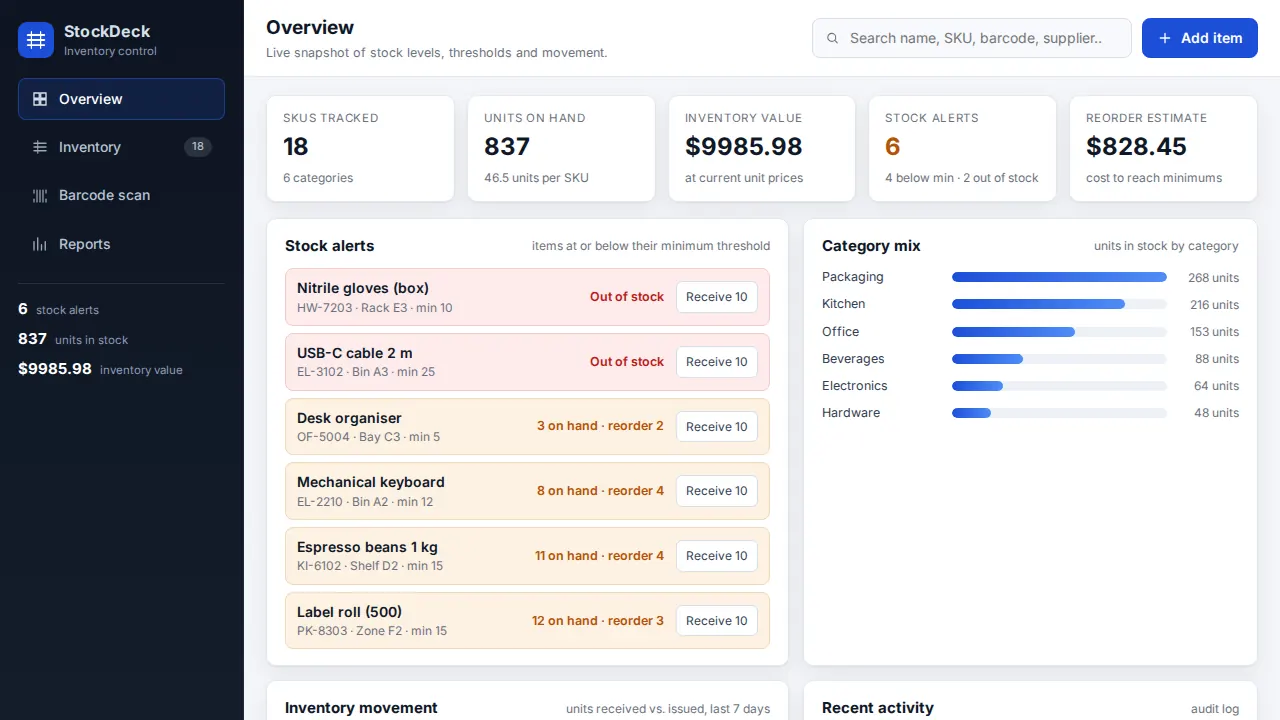 StockDeck
Inventory control
Overview
Inventory 18
Barcode scan
Reports
6 stock alerts
837 units in stock
$9985.98 inventory value
Overview
Live snapshot of stock levels, thresholds and movement.
Search name, SKU, barcode, supplier..
Add item
SKUS TRACKED
18
6 categories
UNITS ON HAND
837
46.5 units per SKU
INVENTORY VALUE
$9985.98
at current unit prices
STOCK ALERTS
6
4 below min · 2 out of stock
REORDER ESTIMATE
$828.45
cost to reach minimums
Stock alerts
items at or below their minimum threshold
Nitrile gloves (box)
HW-7203 · Rack E3 · min 10
Out of stock
Receive 10
USB-C cable 2 m
EL-3102 · Bin A3 · min 25
Out of stock
Receive 10
Desk organiser
OF-5004 · Bay C3 · min 5
3 on hand · reorder 2
Receive 10
Mechanical keyboard
EL-2210 · Bin A2 · min 12
8 on hand · reorder 4
Receive 10
Espresso beans 1 kg
KI-6102 · Shelf D2 · min 15
11 on hand · reorder 4
Receive 10
Label roll (500)
PK-8303 · Zone F2 · min 15
12 on hand · reorder 3
Receive 10
Category mix
units in stock by category
Packaging 268 units
Kitchen 216 units
Office 153 units
Beverages 88 units
Electronics 64 units
Hardware 48 units
Inventory movement
units received vs. issued, last 7 days
Recent activity
audit log